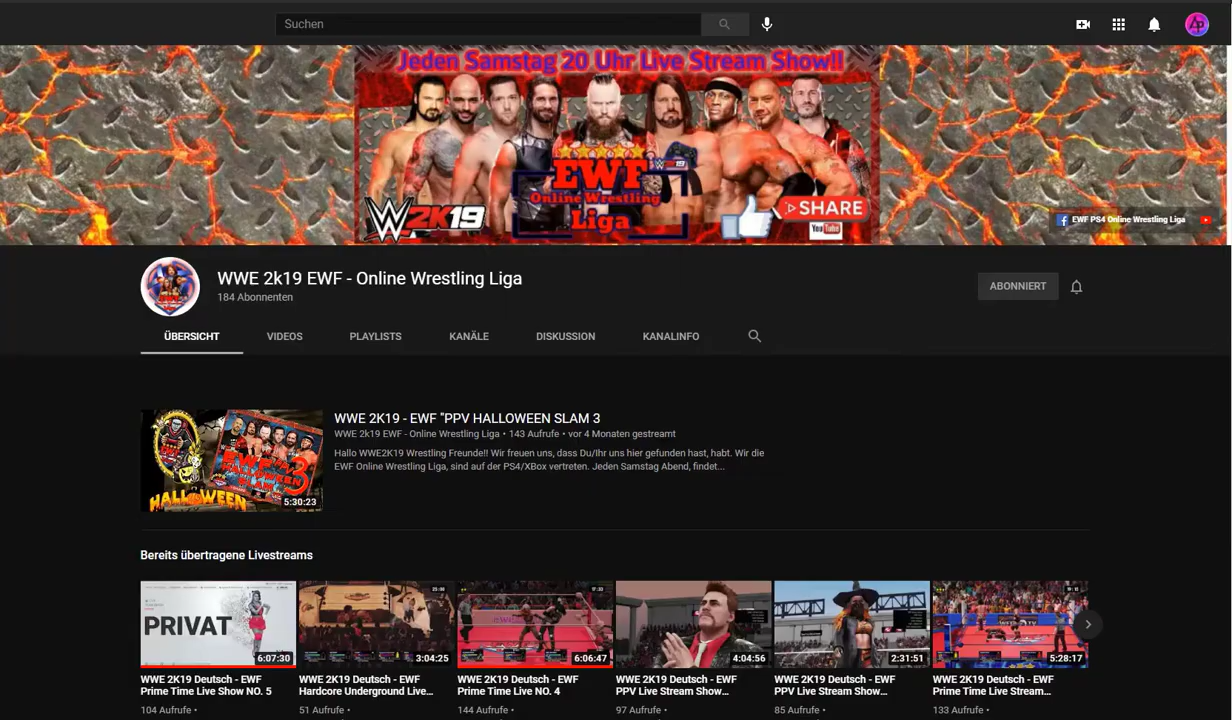 Suchen
Jeden Samstag 20 Uhr Live Stream Show!!
EWF
Online Wrestling
Liga
W 2K19
SHARE
YouTube
EWF PS4 Online Wrestling Liga
WWE 2k19 EWF - Online Wrestling Liga
184 Abonnenten
ABONNIERT
ÜBERSICHT
VIDEOS
PLAYLISTS
KANÄLE
DISKUSSION
KANALINFO
WWE 2K19 - EWF "PPV HALLOWEEN SLAM 3
WWE 2k19 EWF - Online Wrestling Liga • 143 Aufrufe • vor 4 Monaten gestreamt
Hallo WWE2K19 Wrestling Freunde!! Wir freuen uns, dass Du/Ihr uns hier gefunden hast, habt. Wir die
EWF Online Wrestling Liga, sind auf der PS4/XBox vertreten. Jeden Samstag Abend, findet...
EWF
HALLOWEEN
SLAM
3
HALLOWEEN
5:30:23
Bereits übertragene Livestreams
PRIVAT
6:07:30
3:04:25
6:06:47
4:04:56
2:31:51
5:28:17
WWE 2K19 Deutsch - EWF
Prime Time Live Show NO. 5
104 Aufrufe •
WWE 2K19 Deutsch - EWF
Hardcore Underground Live...
51 Aufrufe •
WWE 2K19 Deutsch - EWF
Prime Time Live NO. 4
144 Aufrufe •
WWE 2K19 Deutsch - EWF
PPV Live Stream Show...
97 Aufrufe •
WWE 2K19 Deutsch - EWF
PPV Live Stream Show...
85 Aufrufe •
WWE 2K19 Deutsch - EWF
Prime Time Live Stream...
133 Aufrufe •